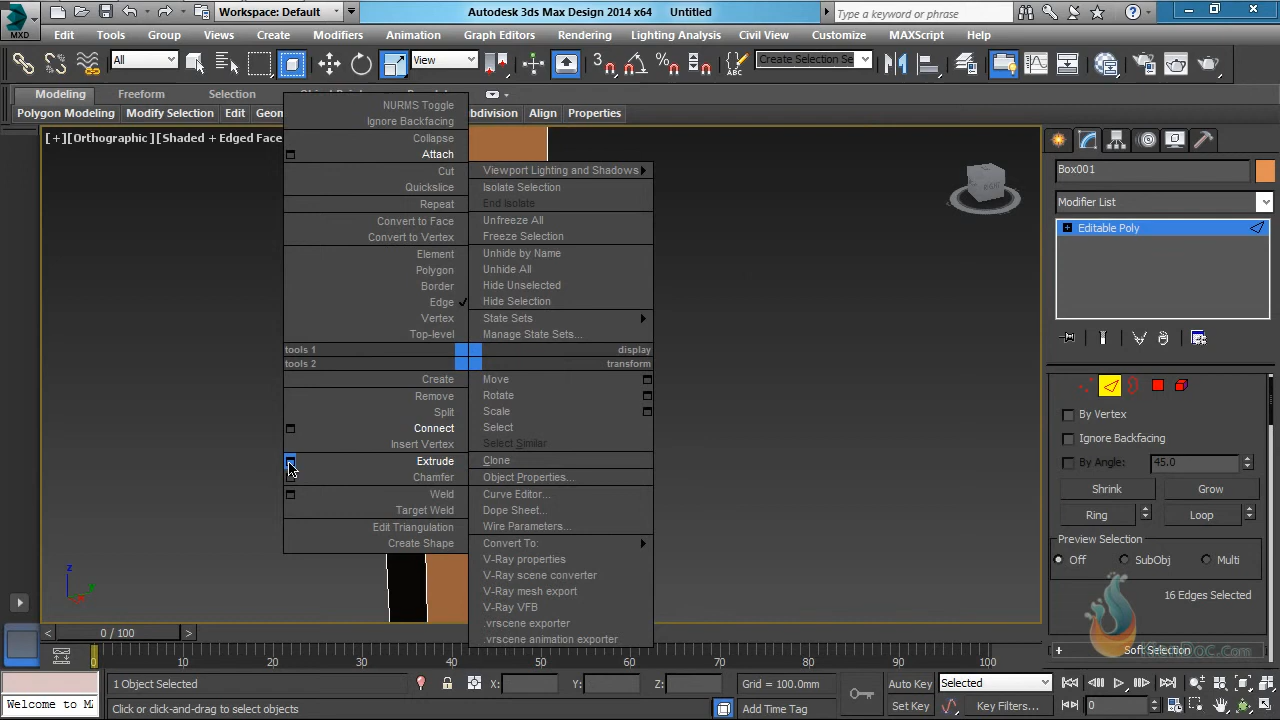 Workspace: Default
Autodesk 3ds Max Design 2014 x64
Untitled
Type a keyword or phrase
MXD
Edit
Tools
Group
Views
Create
Modifiers
Animation
Graph Editors
Rendering
Lighting Analysis
Civil View
Customize
MAXScript
Help
All
View
Create Selection Se
Modeling
Freeform
Selection
Polygon Modeling
Modify Selection
Edit
Geom
bdivision
Align
Properties
[+][Orthographic][Shaded + Edged Face
NURMS Toggle
Ignore Backfacing
Collapse
Attach
Cut
Quickslice
Repeat
Convert to Face
Convert to Vertex
Element
Polygon
Border
Edge
Vertex
Top-level
tools 1
tools 2
Create
Remove
Split
Connect
Insert Vertex
Extrude
Chamfer
Weld
Target Weld
Edit Triangulation
Create Shape
Viewport Lighting and Shadows
Isolate Selection
End Isolate
Unfreeze All
Freeze Selection
Unhide by Name
Unhide All
Hide Unselected
Hide Selection
State Sets
Manage State Sets...
display
transform
Move
Rotate
Scale
Select
Select Similar
Clone
Object Properties...
Curve Editor...
Dope Sheet...
Wire Parameters...
Convert To:
V-Ray properties
V-Ray scene converter
V-Ray mesh export
V-Ray VFB
.vrscene exporter
.vrscene animation exporter
z
Box001
Modifier List
Editable Poly
By Vertex
Ignore Backfacing
By Angle:
45.0
Shrink
Grow
Ring
Loop
Preview Selection
Off
SubObj
Multi
16 Edges Selected
Soft Selection
0 / 100
0
10
20
30
40
50
60
70
80
90
100
1 Object Selected
X:
Y:
Z:
Grid = 100.0mm
Auto Key
Selected
Welcome to MA
Click or click-and-drag to select objects
Add Time Tag
Set Key
Key Filters...
0